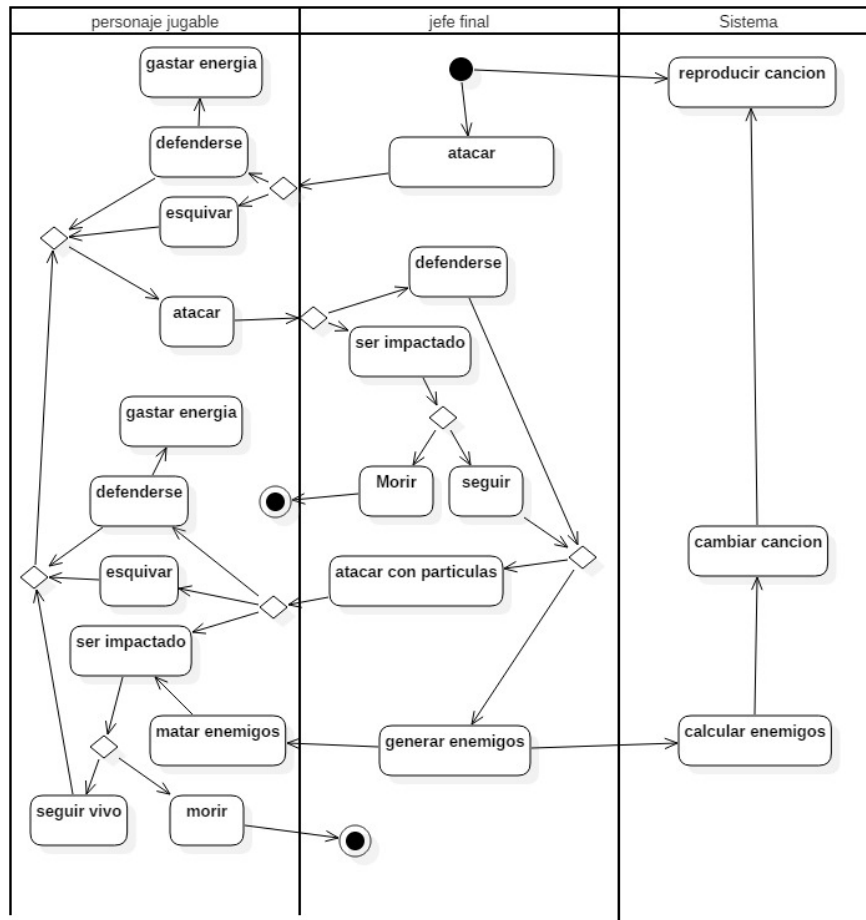 personaje jugable
jefe final
Sistema
gastar energia
reproducir cancion
defenderse
atacar
esquivar
defenderse
atacar
ser impactado
gastar energia
Morir
seguir
defenderse
cambiar cancion
esquivar
atacar con particulas
ser impactado
matar enemigos
generar enemigos
calcular enemigos
seguir vivo
morir